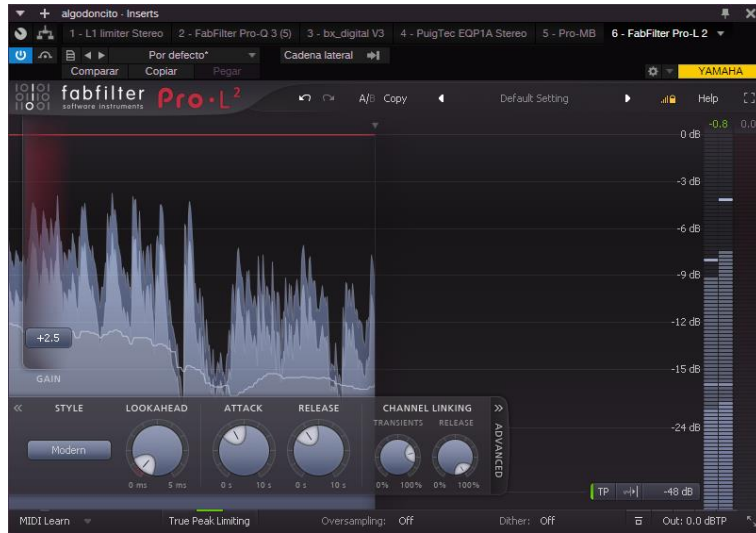 algodoncito - Inserts
1 - L1 limiter Stereo 2 - FabFilter Pro-Q 3 (5) 3 - bx_digital V3 4 - PuigTec EQP1A Stereo 5 - Pro-MB 6 - FabFilter Pro-L 2
Por defecto* Cadena lateral
Comparar Copiar Pegar YAMAHA
fabfilter Pro·L 2 A/B Copy Default Setting Help
software instruments
-0.8 0.0
0 dB
-3 dB
-6 dB
-9 dB
-12 dB
+2.5
-15 dB
GAIN
STYLE LOOKAHEAD ATTACK RELEASE CHANNEL LINKING
TRANSIENTS RELEASE
-24 dB
Modern
ADVANCED
0 ms 5 ms 0 s 10 s 0 s 10 s 0% 100% 0% 100%
TP -48 dB
MIDI Learn True Peak Limiting Oversampling: Off Dither: Off Out: 0.0 dBTP